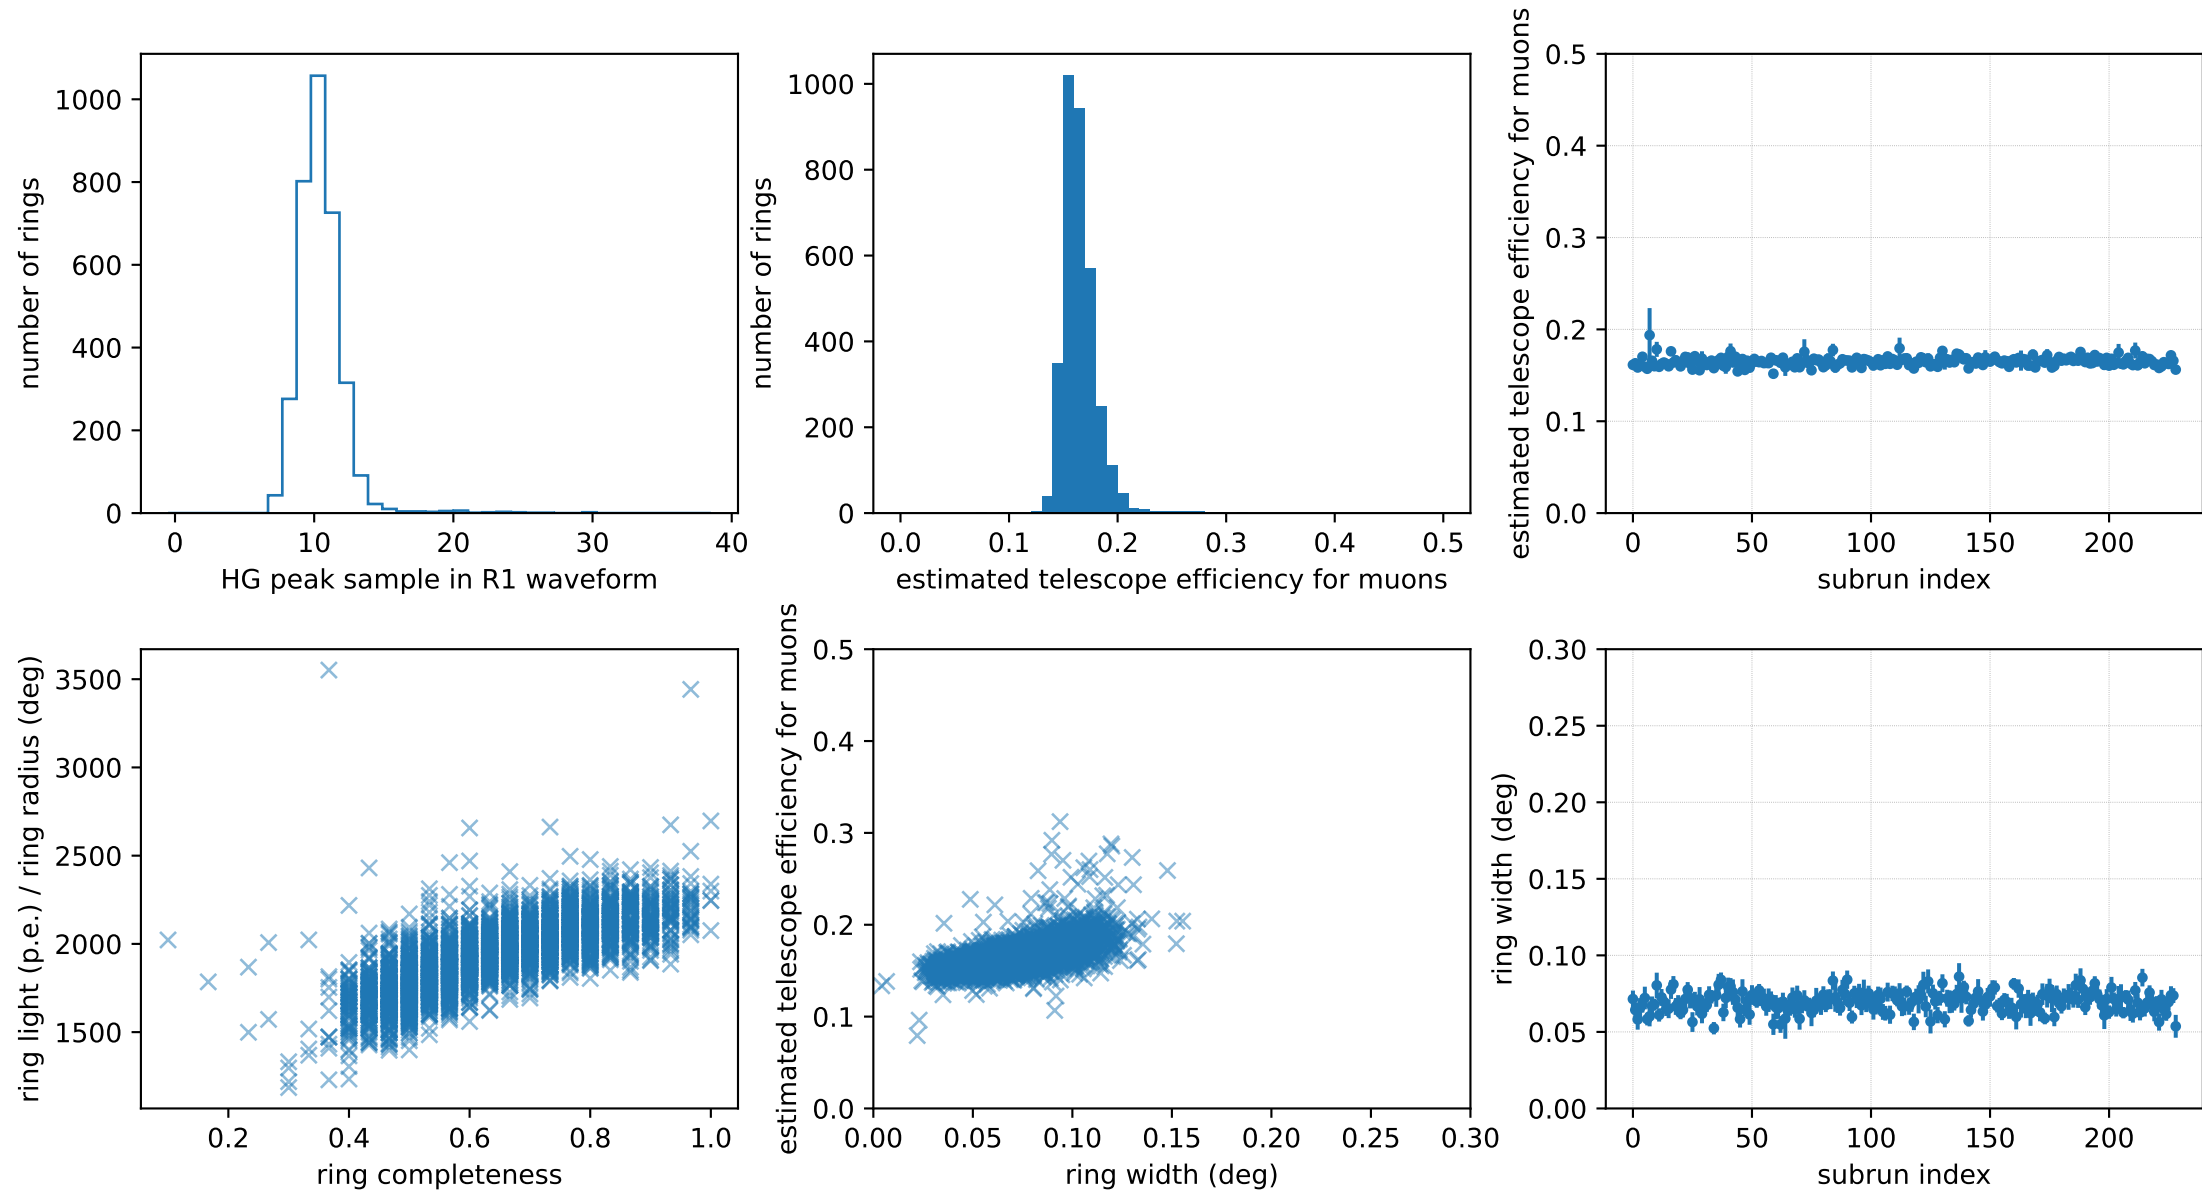 number of rings
1000
800
600
400
200
0
0 10 20 30 40
HG peak sample in R1 waveform
number of rings
1000
800
600
400
200
0
0.0 0.1 0.2 0.3 0.4 0.5
estimated telescope efficiency for muons
estimated telescope efficiency for muons
0.5
0.4
0.3
0.2
0.1
0.0
0 50 100 150 200
subrun index
ring light (p.e.) / ring radius (deg)
3500
3000
2500
2000
1500
0.2 0.4 0.6 0.8 1.0
ring completeness
estimated telescope efficiency for muons
0.5
0.4
0.3
0.2
0.1
0.0
0.00 0.05 0.10 0.15 0.20 0.25 0.30
ring width (deg)
ring width (deg)
0.30
0.25
0.20
0.15
0.10
0.05
0.00
0 50 100 150 200
subrun index